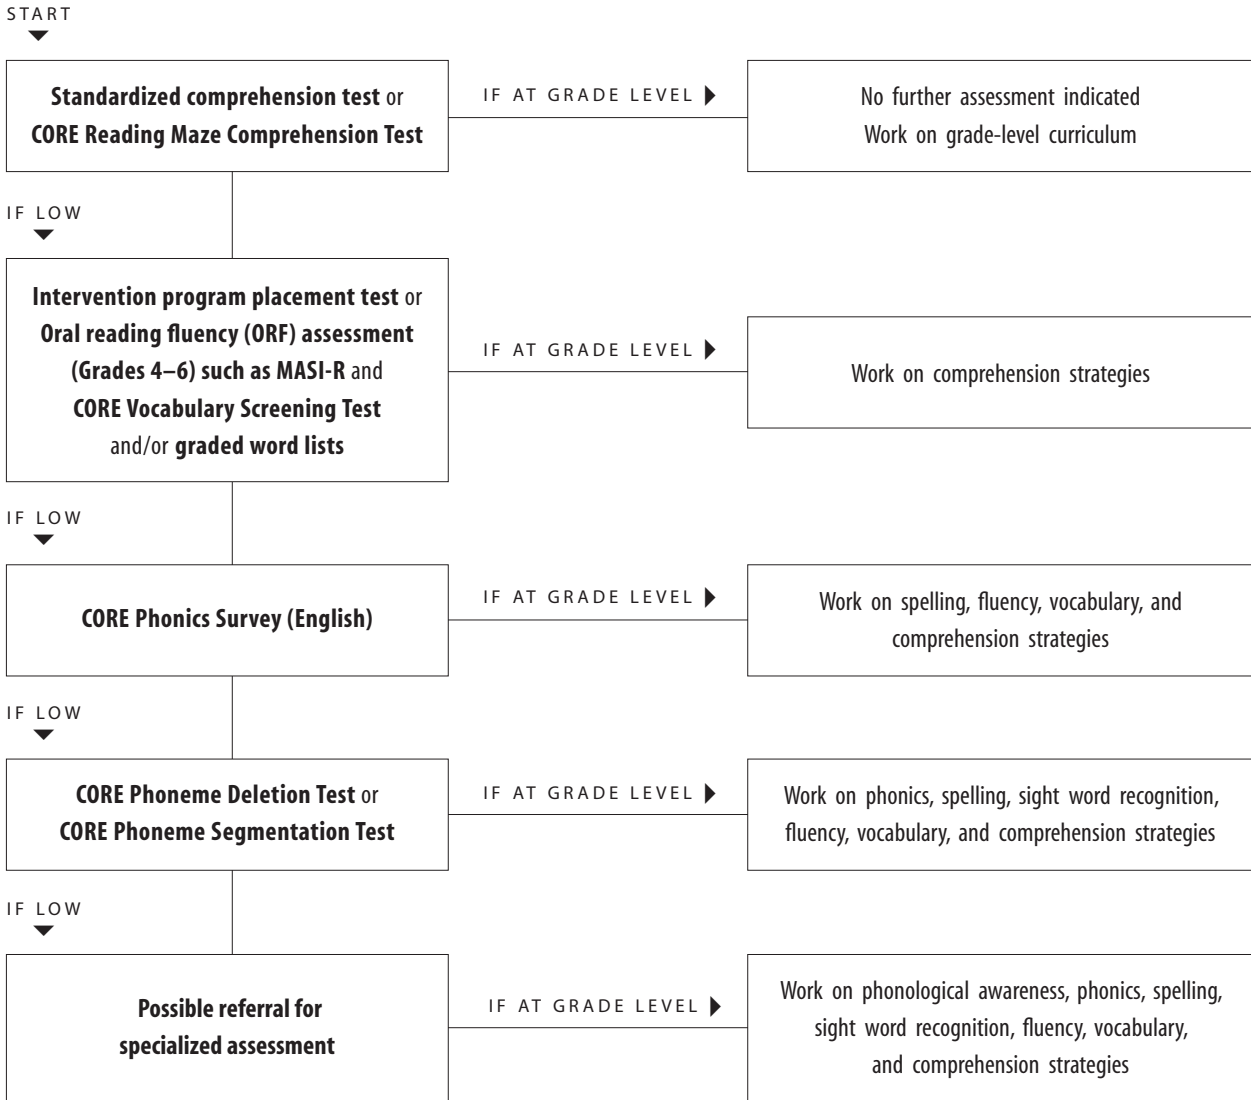 START
Standardized comprehension test or
CORE Reading Maze Comprehension Test
IF AT GRADE LEVEL
No further assessment indicated
Work on grade-level curriculum
IF LOW
Intervention program placement test or
Oral reading fluency (ORF) assessment
(Grades 4–6) such as MASI-R and
CORE Vocabulary Screening Test
and/or graded word lists
IF AT GRADE LEVEL
Work on comprehension strategies
IF LOW
CORE Phonics Survey (English)
IF AT GRADE LEVEL
Work on spelling, fluency, vocabulary, and
comprehension strategies
IF LOW
CORE Phoneme Deletion Test or
CORE Phoneme Segmentation Test
IF AT GRADE LEVEL
Work on phonics, spelling, sight word recognition,
fluency, vocabulary, and comprehension strategies
IF LOW
Possible referral for
specialized assessment
IF AT GRADE LEVEL
Work on phonological awareness, phonics, spelling,
sight word recognition, fluency, vocabulary,
and comprehension strategies